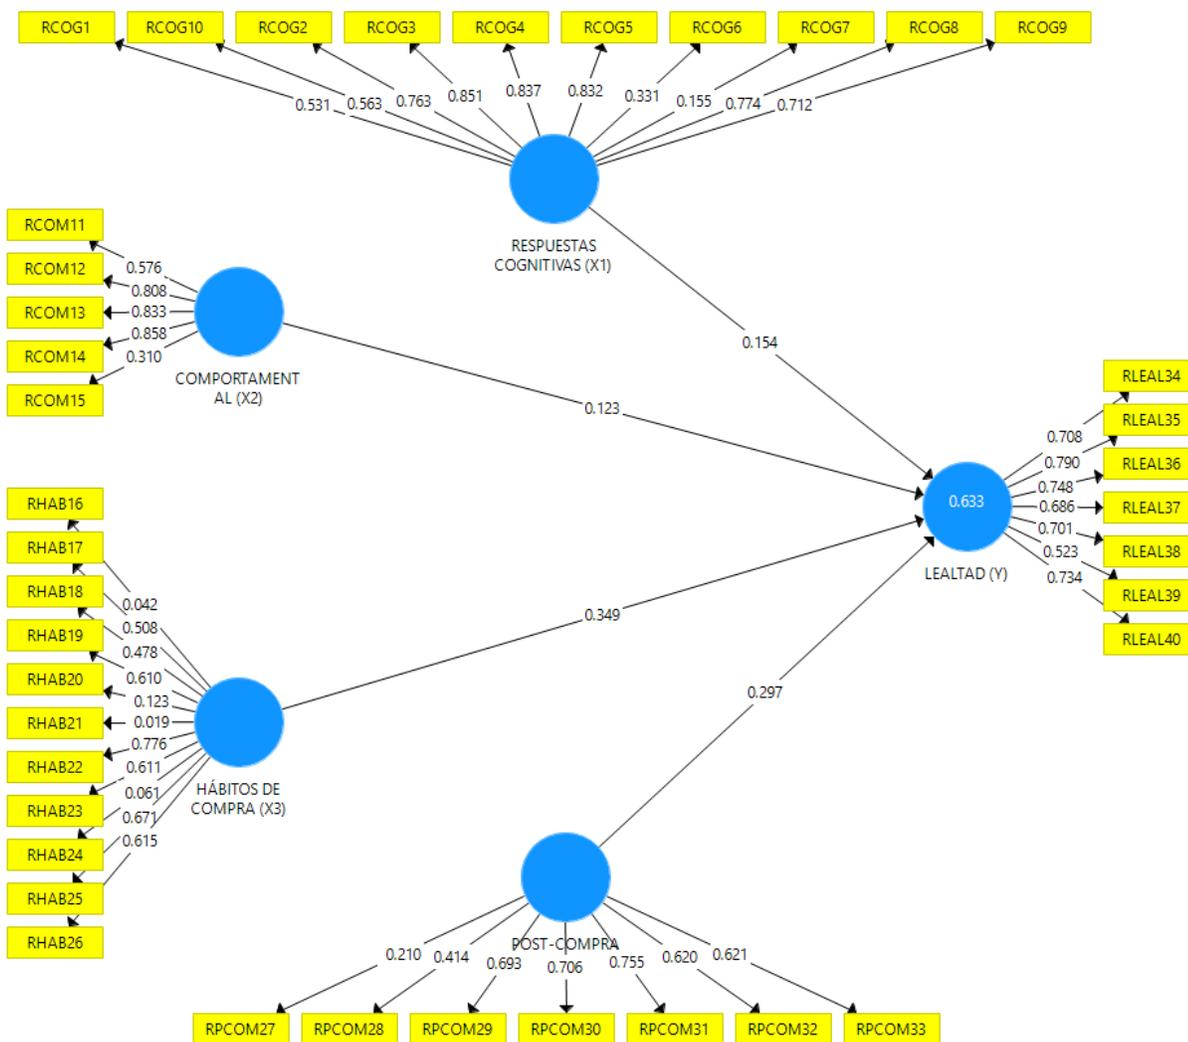 RCOG1 RCOG10 RCOG2 RCOG3 RCOG4 RCOG5 RCOG6 RCOG7 RCOG8 RCOG9
0.531 0.563 0.763 0.851 0.837 0.832 0.331 0.155 0.774 0.712
RESPUESTAS
COGNITIVAS (X1)
RCOM11
RCOM12
RCOM13
RCOM14
RCOM15
0.576
0.808
0.833
0.858
0.310
COMPORTAMENT
AL (X2)
0.154
0.123
RHAB16
RHAB17
RHAB18
RHAB19
RHAB20
RHAB21
RHAB22
RHAB23
RHAB24
RHAB25
RHAB26
0.042
0.508
0.478
0.610
0.123
0.019
0.776
0.611
0.061
0.671
0.615
HÁBITOS DE
COMPRA (X3)
0.349
0.297
0.633
LEALTAD (Y)
0.708
0.790
0.748
0.686
0.701
0.523
0.734
RLEAL34
RLEAL35
RLEAL36
RLEAL37
RLEAL38
RLEAL39
RLEAL40
POST-COMPRA
0.210 0.414 0.693 0.706 0.755 0.620 0.621
RPCOM27 RPCOM28 RPCOM29 RPCOM30 RPCOM31 RPCOM32 RPCOM33